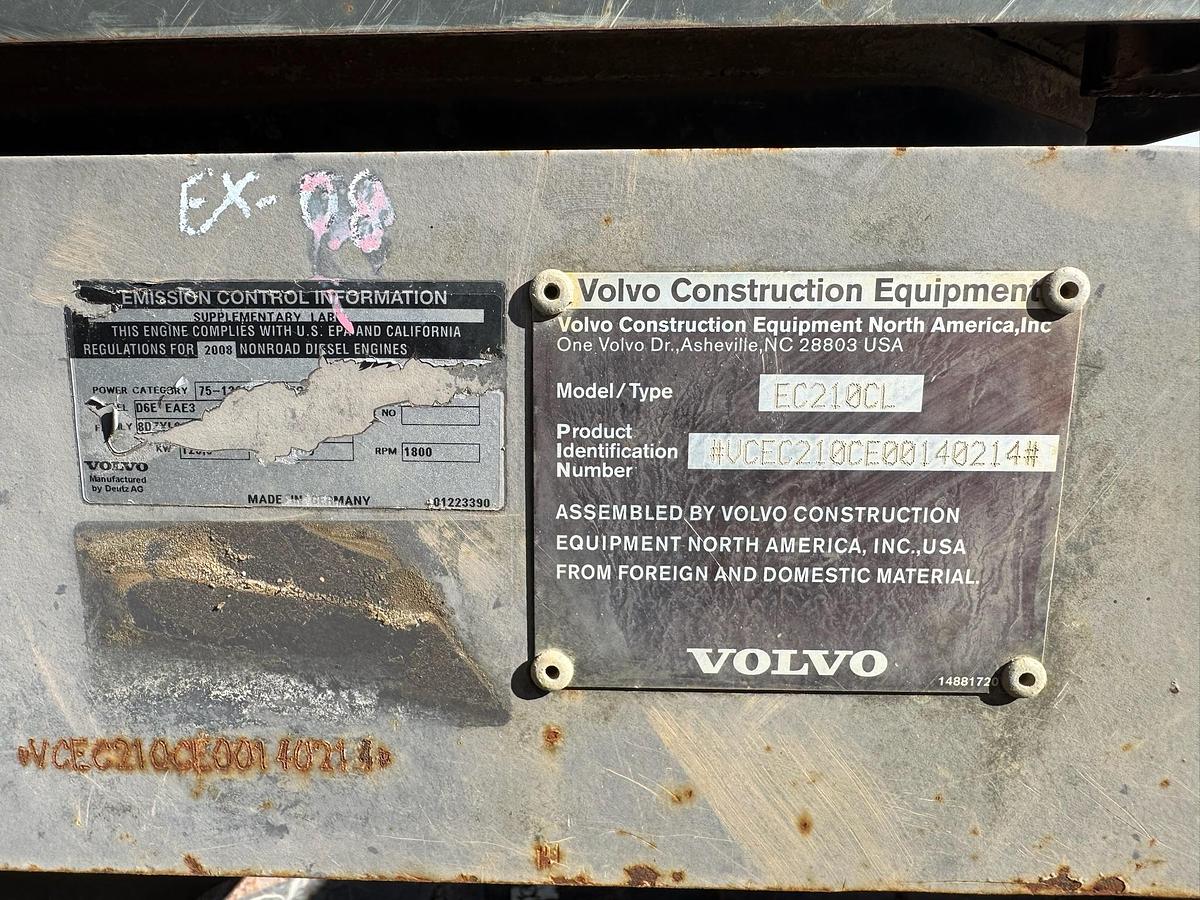 EX-08
EMISSION CONTROL INFORMATION
SUPPLEMENTARY LABEL
THIS ENGINE COMPLIES WITH U.S. EPA AND CALIFORNIA
REGULATIONS FOR 2008 NONROAD DIESEL ENGINES
POWER CATEGORY
D6E EAE3
NO
KW
RPM 1800
VOLVO
Manufactured
by Deutz AG
MADE IN GERMANY
01223390
Volvo Construction Equipment
Volvo Construction Equipment North America,Inc
One Volvo Dr.,Asheville,NC 28803 USA
Model/Type EC210CL
Product
Identification
Number
#VCEC210CE00140214#
ASSEMBLED BY VOLVO CONSTRUCTION
EQUIPMENT NORTH AMERICA, INC.,USA
FROM FOREIGN AND DOMESTIC MATERIAL.
VOLVO
14881720
*VCEC210CE00140214*